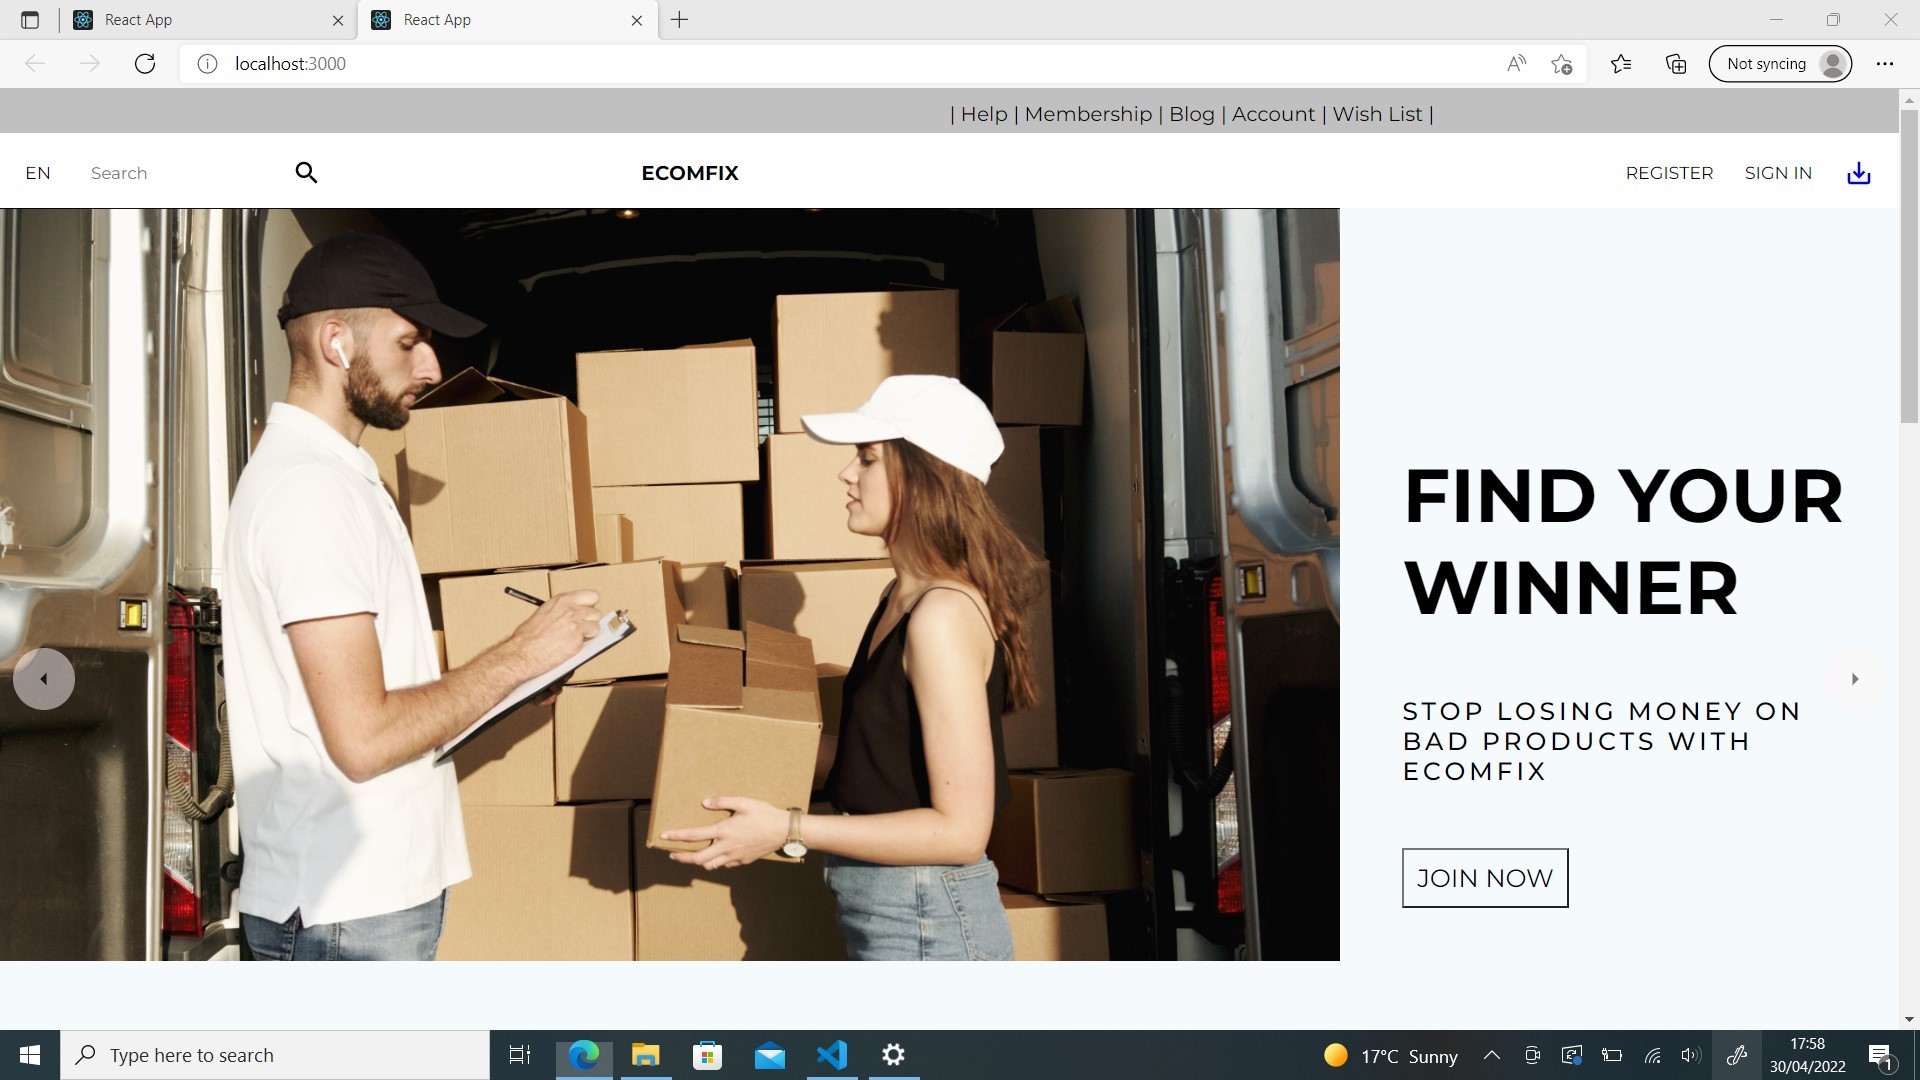 React App
React App
localhost:3000
Not syncing
| Help | Membership | Blog | Account | Wish List |
EN
Search
ECOMFIX
REGISTER
SIGN IN
FIND YOUR
WINNER
STOP LOSING MONEY ON
BAD PRODUCTS WITH
ECOMFIX
JOIN NOW
Type here to search
17°C Sunny
17:58
30/04/2022
1